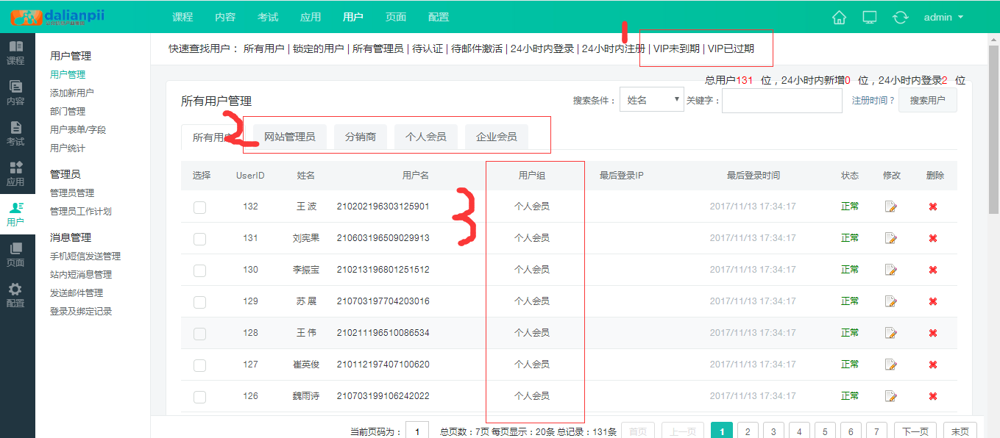 dalianpii
课程 内容 考试 应用 用户 页面 配置 admin
课程
内容
考试
应用
用户
页面
配置
用户管理
用户管理
添加新用户
部门管理
用户表单/字段
用户统计
管理员
管理员管理
管理员工作计划
消息管理
手机短信发送管理
站内短消息管理
发送邮件管理
登录及绑定记录
1
快速查找用户： 所有用户 | 锁定的用户 | 所有管理员 | 待认证 | 待邮件激活 | 24小时内登录 | 24小时内注册 | VIP未到期 | VIP已过期
总用户131 位，24小时内新增0 位，24小时内登录2 位
所有用户管理 搜索条件： 姓名 关键字： 注册时间？ 搜索用户
2
所有用户 网站管理员 分销商 个人会员 企业会员
选择 UserID 姓名 用户名 用户组 最后登录IP 最后登录时间 状态 修改 删除
3
132 王 波 210202196303125901 个人会员 2017/11/13 17:34:17 正常
131 刘宪果 210603196509029913 个人会员 2017/11/13 17:34:17 正常
130 李振宝 210213196801251512 个人会员 2017/11/13 17:34:17 正常
129 苏 展 210703197704203016 个人会员 2017/11/13 17:34:17 正常
128 王 伟 210211196510086534 个人会员 2017/11/13 17:34:17 正常
127 崔英俊 210112197407100620 个人会员 2017/11/13 17:34:17 正常
126 魏雨诗 210703199106242022 个人会员 2017/11/13 17:34:17 正常
当前页码为： 1 总页数：7页 每页显示：20条 总记录：131条 首页 上一页 1 2 3 4 5 6 7 下一页 末页